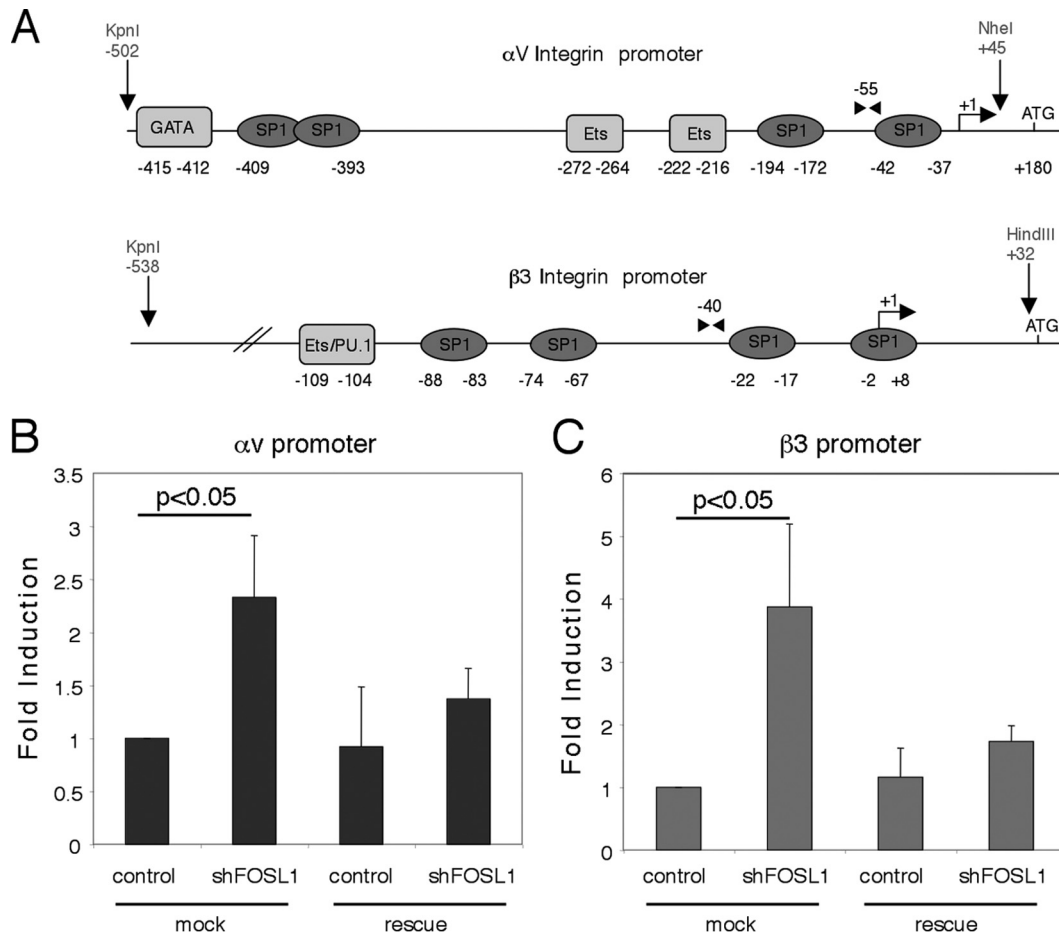 A
KpnI
-502
αV Integrin promoter
NheI
+45
-55
+1
ATG
GATA
SP1
SP1
Ets
Ets
SP1
SP1
-415 -412
-409
-393
-272 -264
-222 -216
-194 -172
-42
-37
+180
KpnI
-538
β3 Integrin promoter
HindIII
+32
-40
+1
ATG
Ets/PU.1
SP1
SP1
SP1
SP1
-109 -104
-88
-83
-74
-67
-22
-17
-2
+8
B
αv promoter
Fold Induction
3.5
3
2.5
2
1.5
1
0.5
0
p<0.05
control
shFOSL1
control
shFOSL1
mock
rescue
C
β3 promoter
Fold Induction
6
5
4
3
2
1
0
p<0.05
control
shFOSL1
control
shFOSL1
mock
rescue